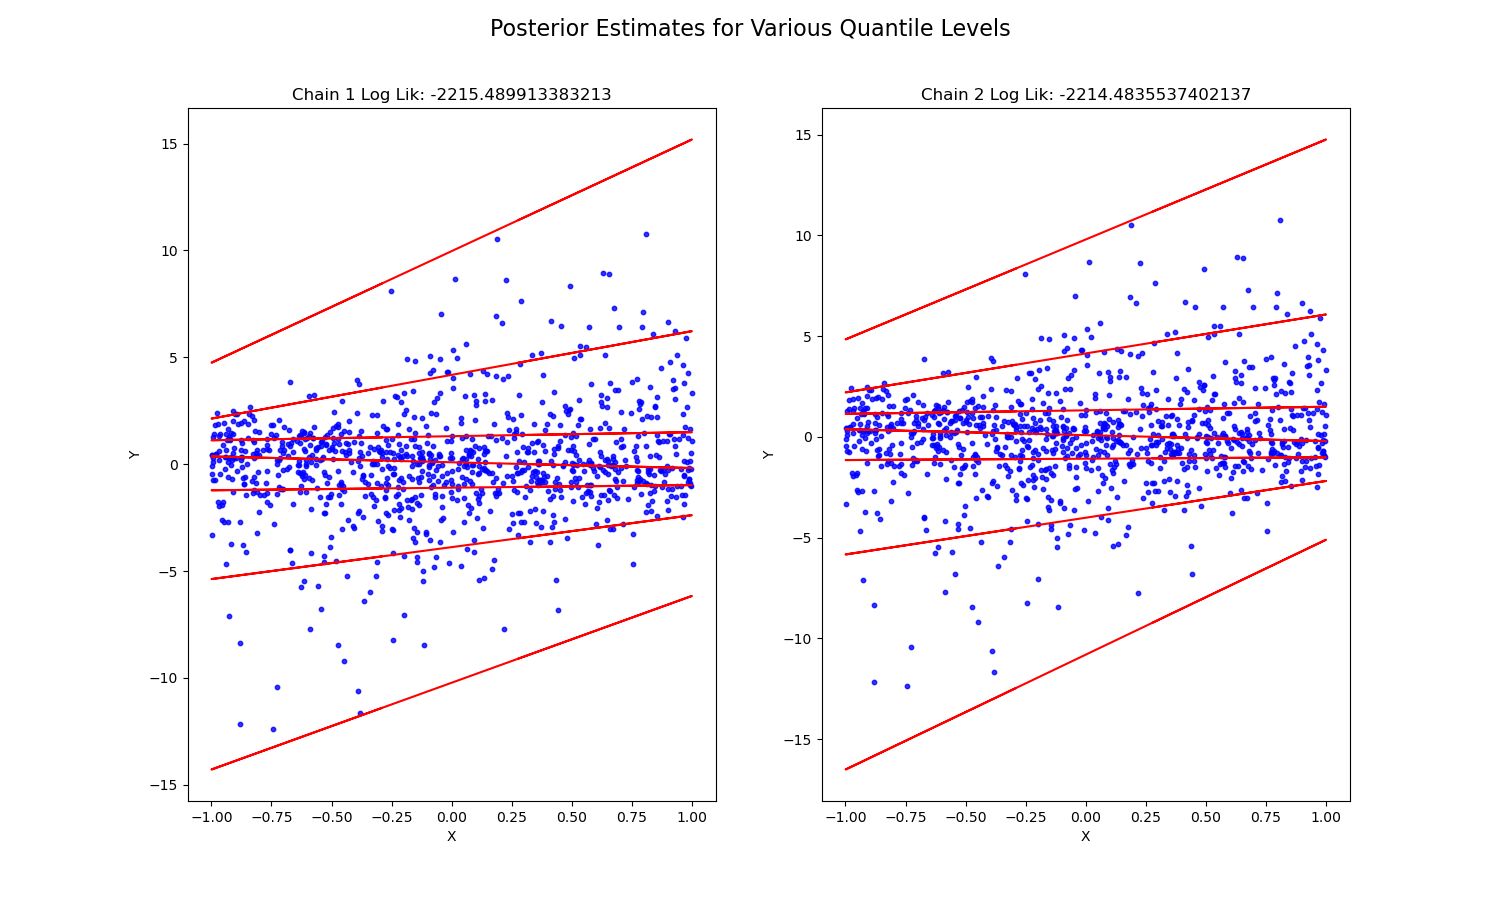 Posterior Estimates for Various Quantile Levels
Chain 1 Log Lik: -2215.489913383213
Chain 2 Log Lik: -2214.4835537402137
15
10
5
0
−5
−10
−15
Y
−1.00 −0.75 −0.50 −0.25 0.00 0.25 0.50 0.75 1.00
X
15
10
5
0
−5
−10
−15
Y
−1.00 −0.75 −0.50 −0.25 0.00 0.25 0.50 0.75 1.00
X